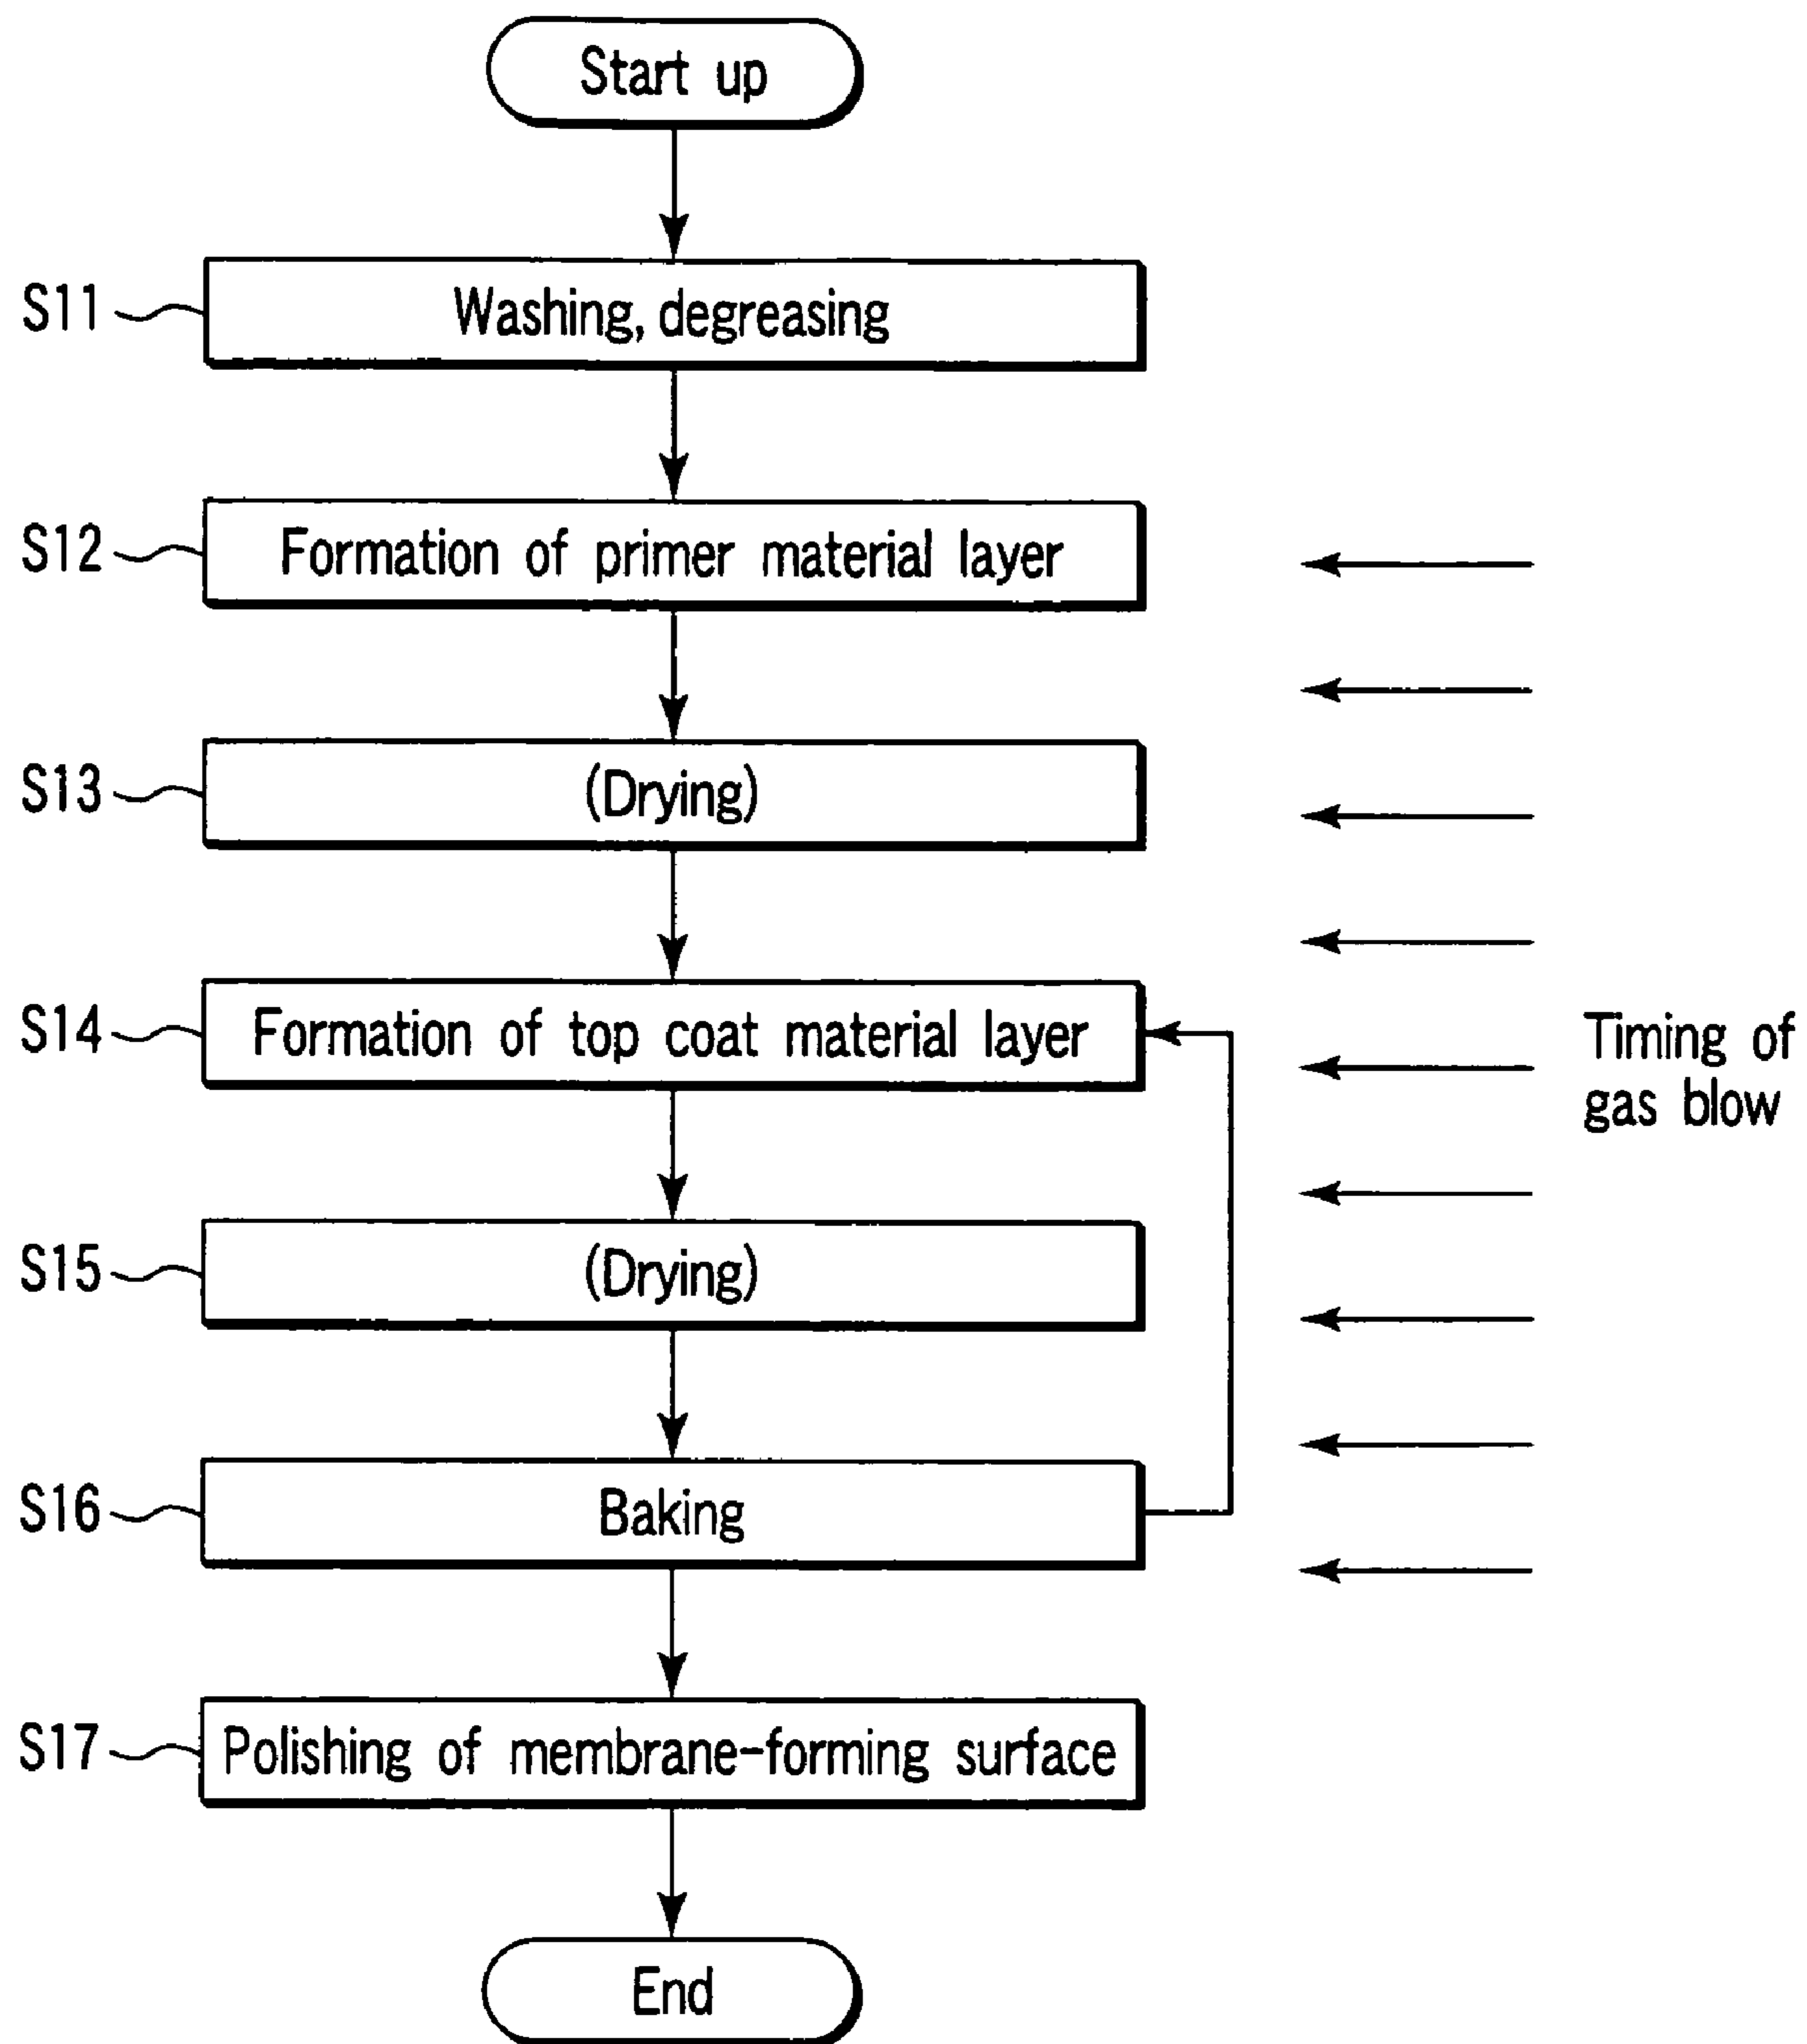 Start up
S11
Washing, degreasing
S12
Formation of primer material layer
S13
(Drying)
S14
Formation of top coat material layer
Timing of
gas blow
S15
(Drying)
S16
Baking
S17
Polishing of membrane-forming surface
End